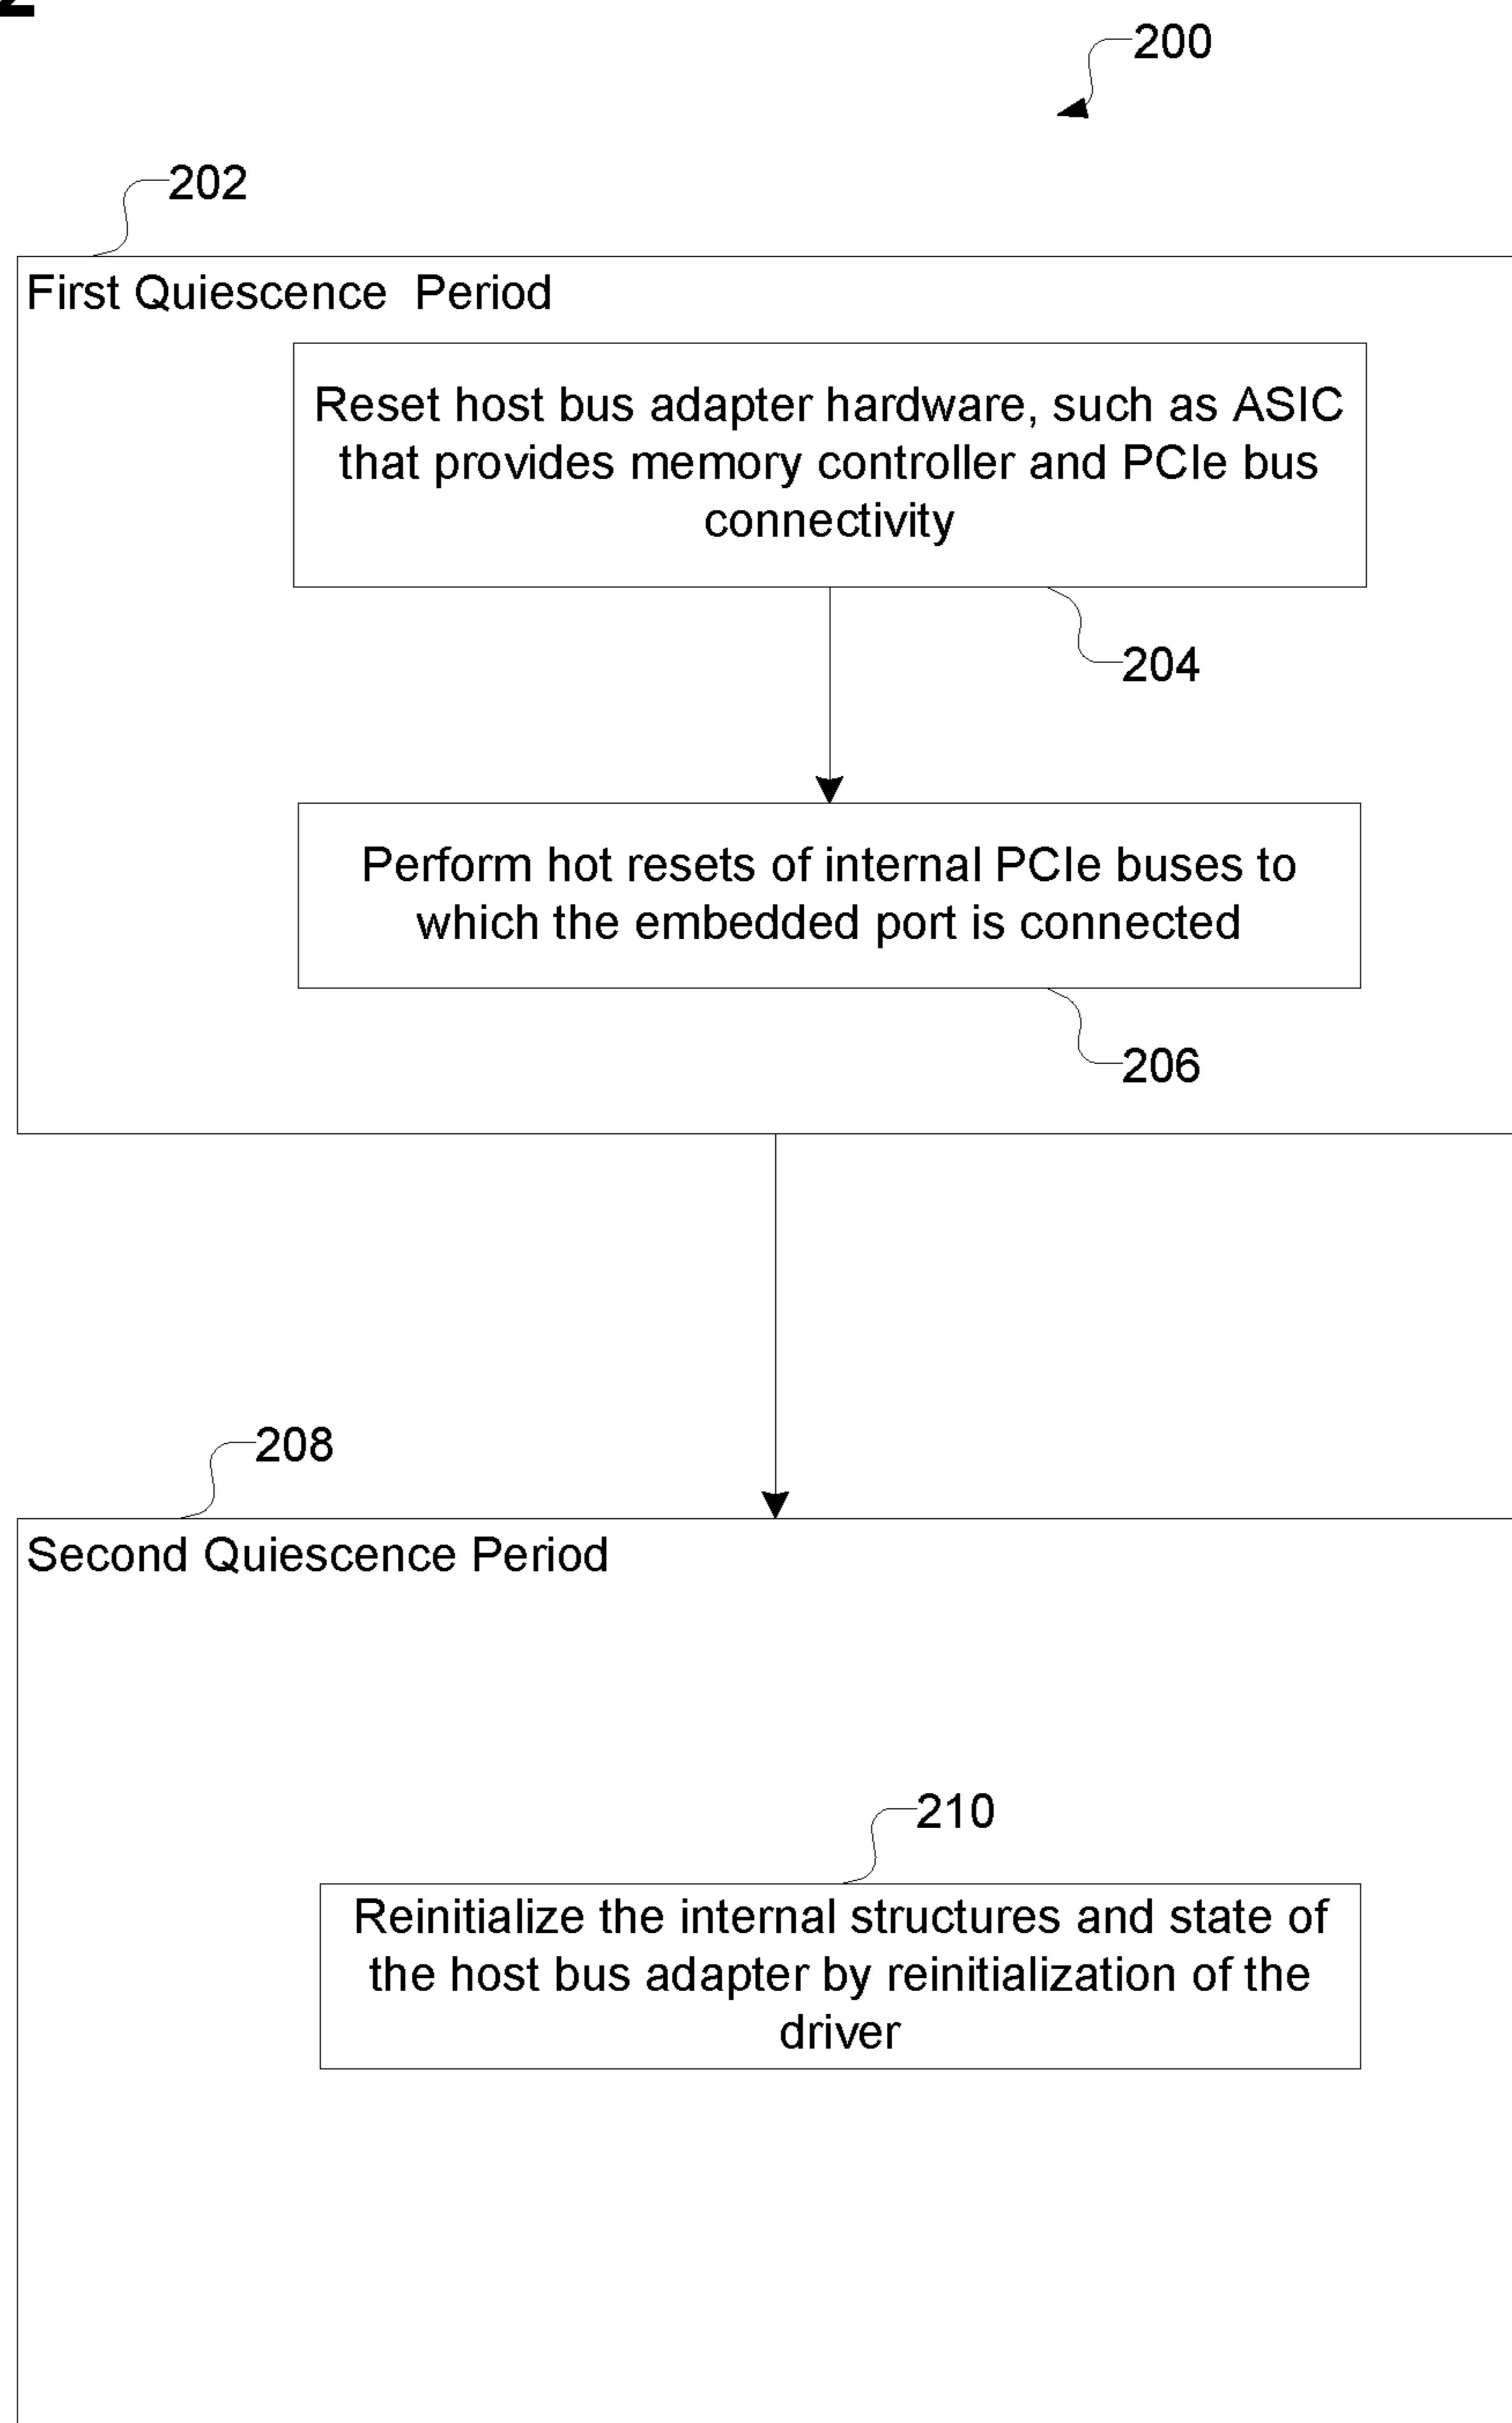 200
202
First Quiescence Period
Reset host bus adapter hardware, such as ASIC
that provides memory controller and PCIe bus
connectivity
204
Perform hot resets of internal PCIe buses to
which the embedded port is connected
206
208
Second Quiescence Period
210
Reinitialize the internal structures and state of
the host bus adapter by reinitialization of the
driver